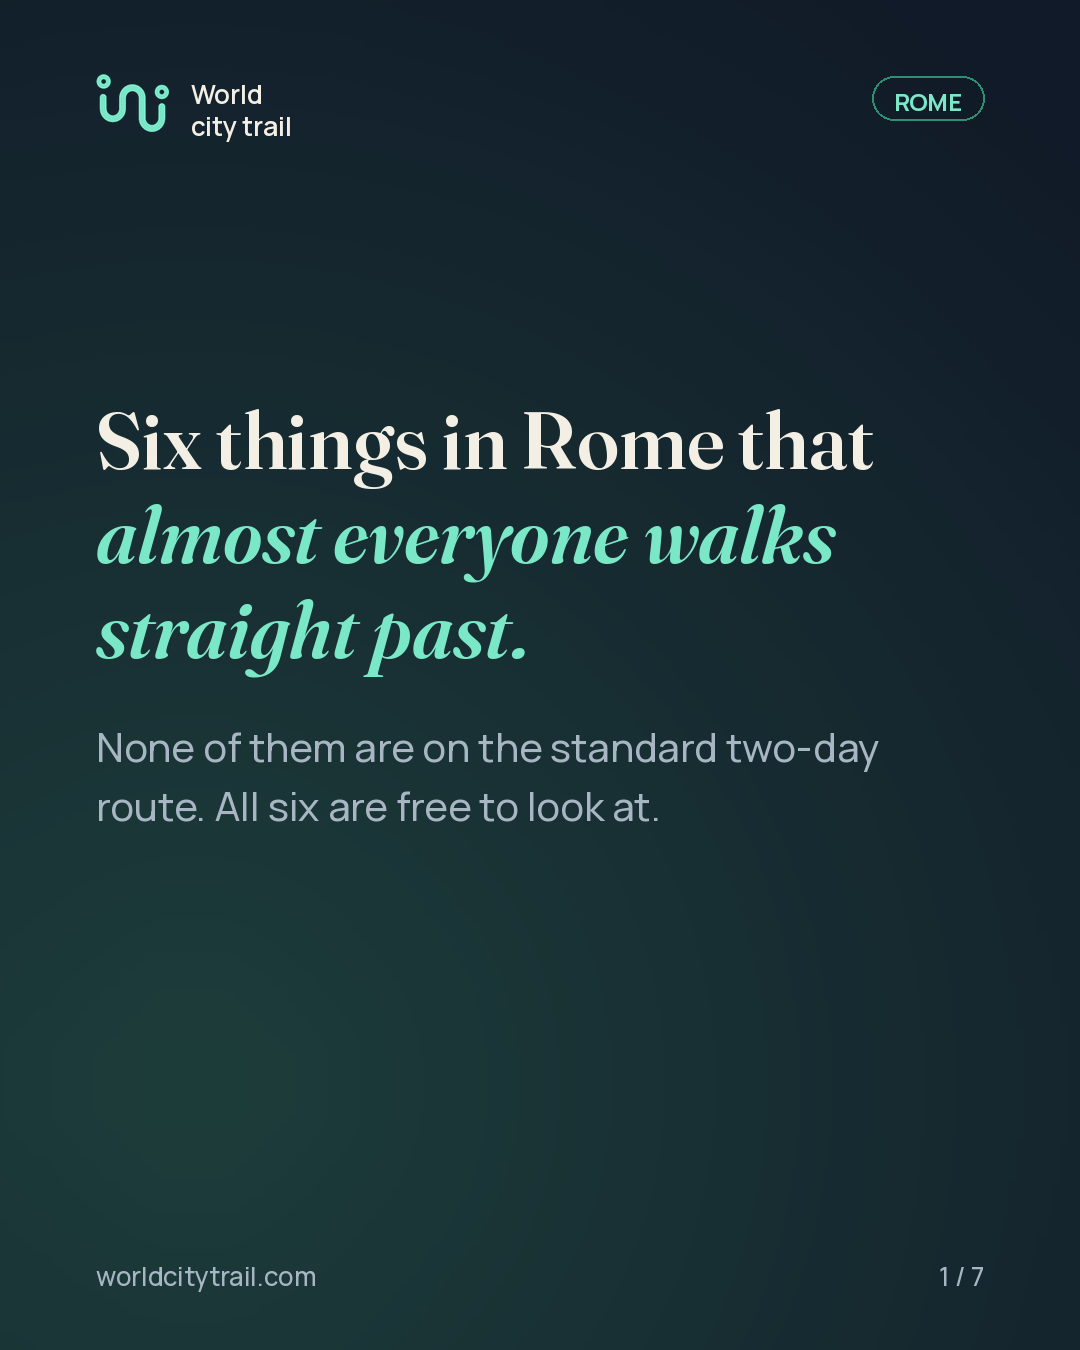 World
city trail
ROME
Six things in Rome that
almost everyone walks
straight past.
None of them are on the standard two-day
route. All six are free to look at.
worldcitytrail.com
1 / 7